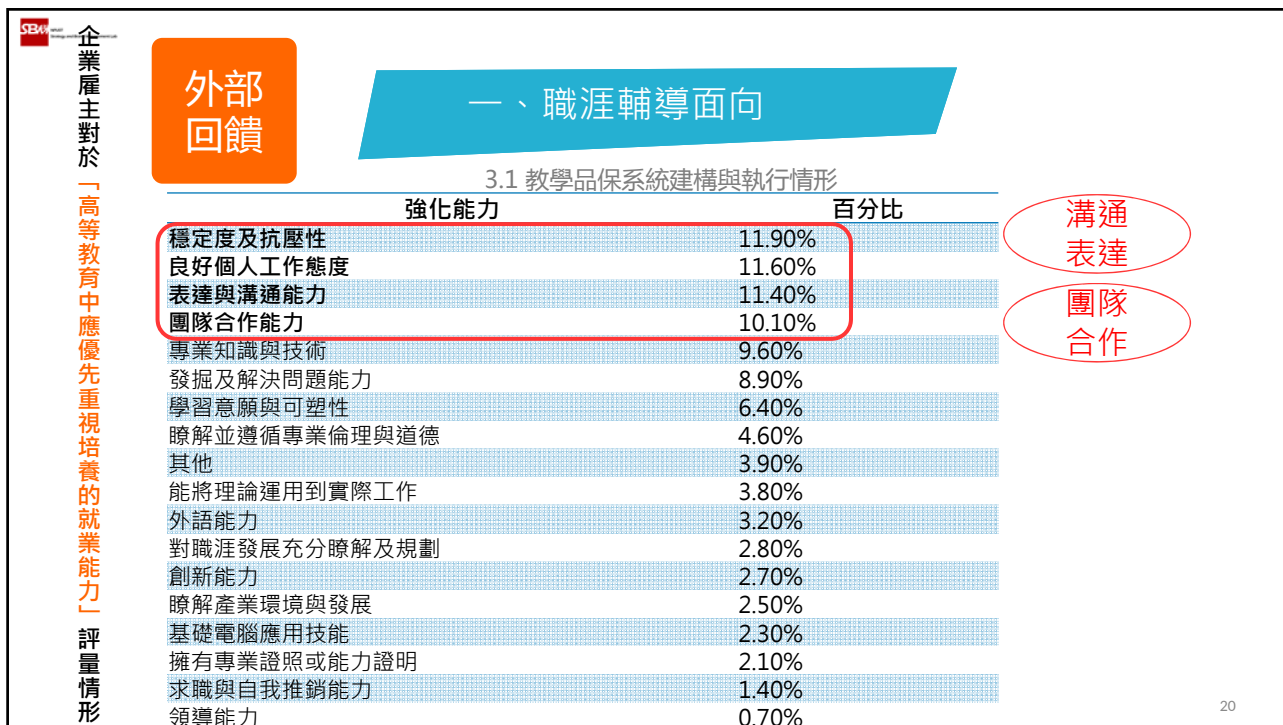 SBM
企業雇主對於「高等教育中應優先重視培養的就業能力」評量情形
外部
回饋
一、職涯輔導面向
3.1 教學品保系統建構與執行情形
強化能力 百分比
穩定度及抗壓性 11.90%
良好個人工作態度 11.60%
表達與溝通能力 11.40%
團隊合作能力 10.10%
專業知識與技術 9.60%
發掘及解決問題能力 8.90%
學習意願與可塑性 6.40%
瞭解並遵循專業倫理與道德 4.60%
其他 3.90%
能將理論運用到實際工作 3.80%
外語能力 3.20%
對職涯發展充分瞭解及規劃 2.80%
創新能力 2.70%
瞭解產業環境與發展 2.50%
基礎電腦應用技能 2.30%
擁有專業證照或能力證明 2.10%
求職與自我推銷能力 1.40%
領導能力 0.70%
溝通
表達
團隊
合作
20